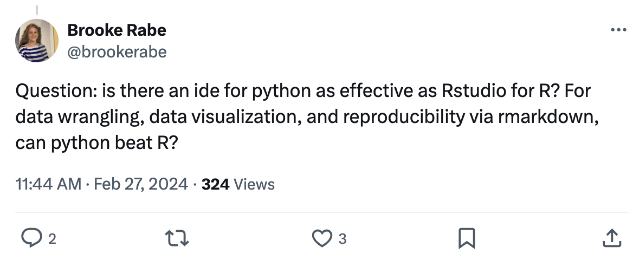 Brooke Rabe
@brookerabe
Question: is there an ide for python as effective as Rstudio for R? For
data wrangling, data visualization, and reproducibility via rmarkdown,
can python beat R?
11:44 AM · Feb 27, 2024 · 324 Views
2
3